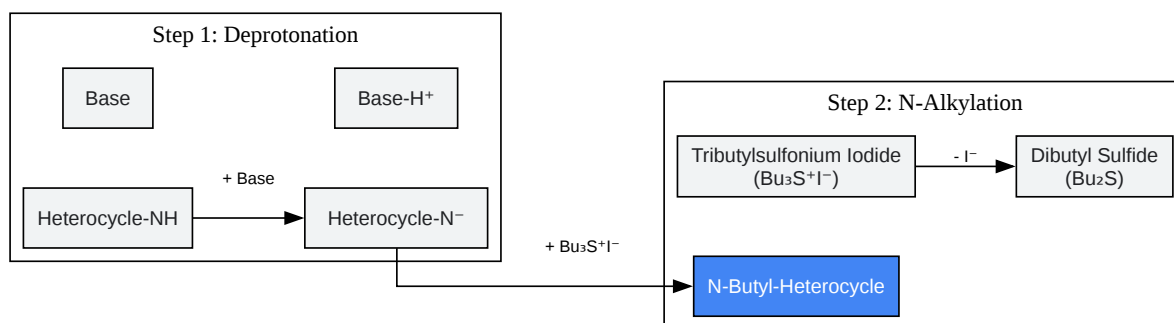 Step 1: Deprotonation
Base
Base-H⁺
+ Base
Heterocycle-NH
Heterocycle-N⁻
+ Bu₃S⁺I⁻
Step 2: N-Alkylation
Tributylsulfonium Iodide
(Bu₃S⁺I⁻)
- I⁻
Dibutyl Sulfide
(Bu₂S)
N-Butyl-Heterocycle